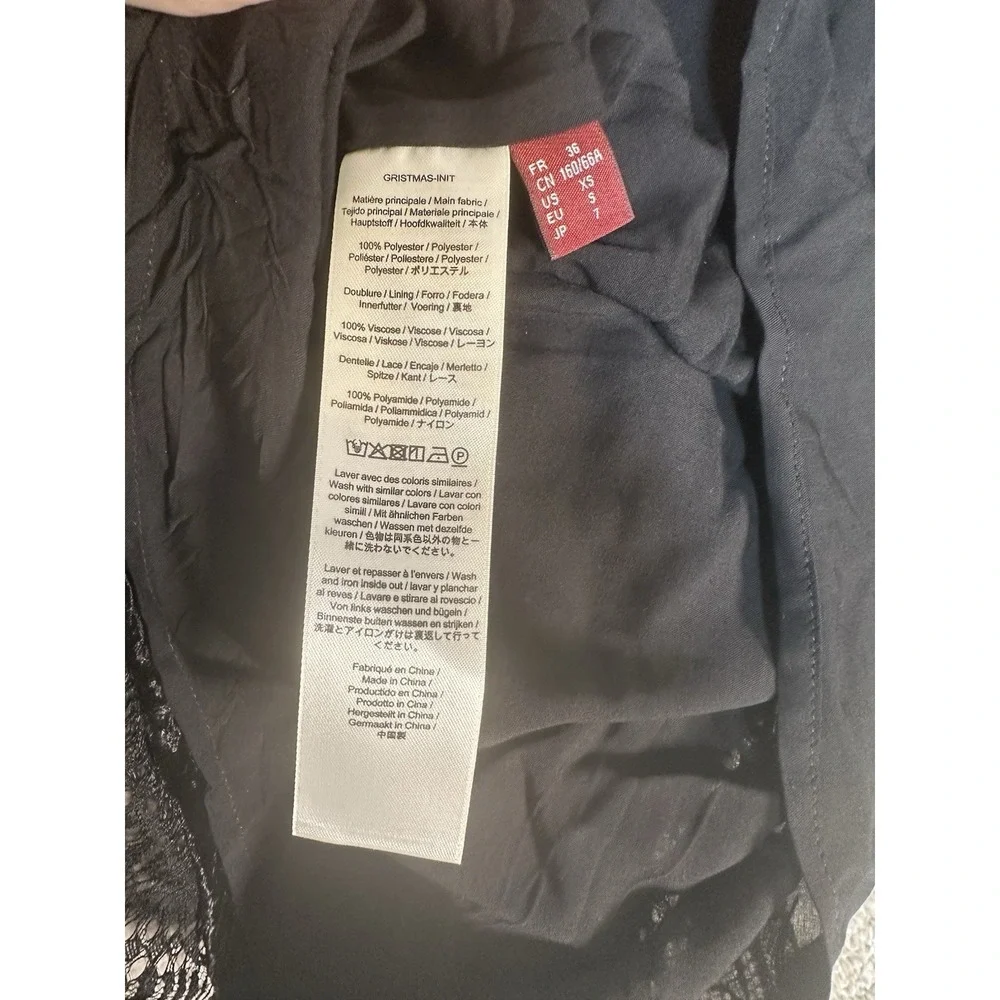 GRISTMAS-INIT
Matière principale / Main fabric /
Tejido principal / Materiale principale /
Hauptstoff / Hoofdkwaliteit / 本体
100% Polyester / Polyester /
Poliéster / Poliestere / Polyester /
Polyester / ポリエステル
Doublure / Lining / Forro / Fodera /
Innerfutter / Voering / 裏地
100% Viscose / Viscose / Viscosa /
Viscosa / Viskose / Viscose / レーヨン
Dentelle / Lace / Encaje / Merletto /
Spitze / Kant / レース
100% Polyamide / Polyamide /
Poliamida / Poliammidica / Polyamid /
Polyamide / ナイロン
P
Laver avec des coloris similaires /
Wash with similar colors / Lavar con
colores similares / Lavare con colori
simili / Mit ähnlichen Farben
waschen / Wassen met dezelfde
kleuren / 色物は同系色以外の物と一
緒に洗わないでください。
Laver et repasser à l'envers / Wash
and iron inside out / lavar y planchar
al reves / Lavare e stirare al rovescio /
Von links waschen und bügeln /
Binnenste buiten wassen en strijken /
洗濯とアイロンがけは裏返して行って
ください。
Fabriqué en China /
Made in China /
Productido en China /
Prodotto in Cina /
Hergestellt in China /
Germaakt in China /
中国製
FR 36
CN 160/66A
US XS
EU S
JP 7